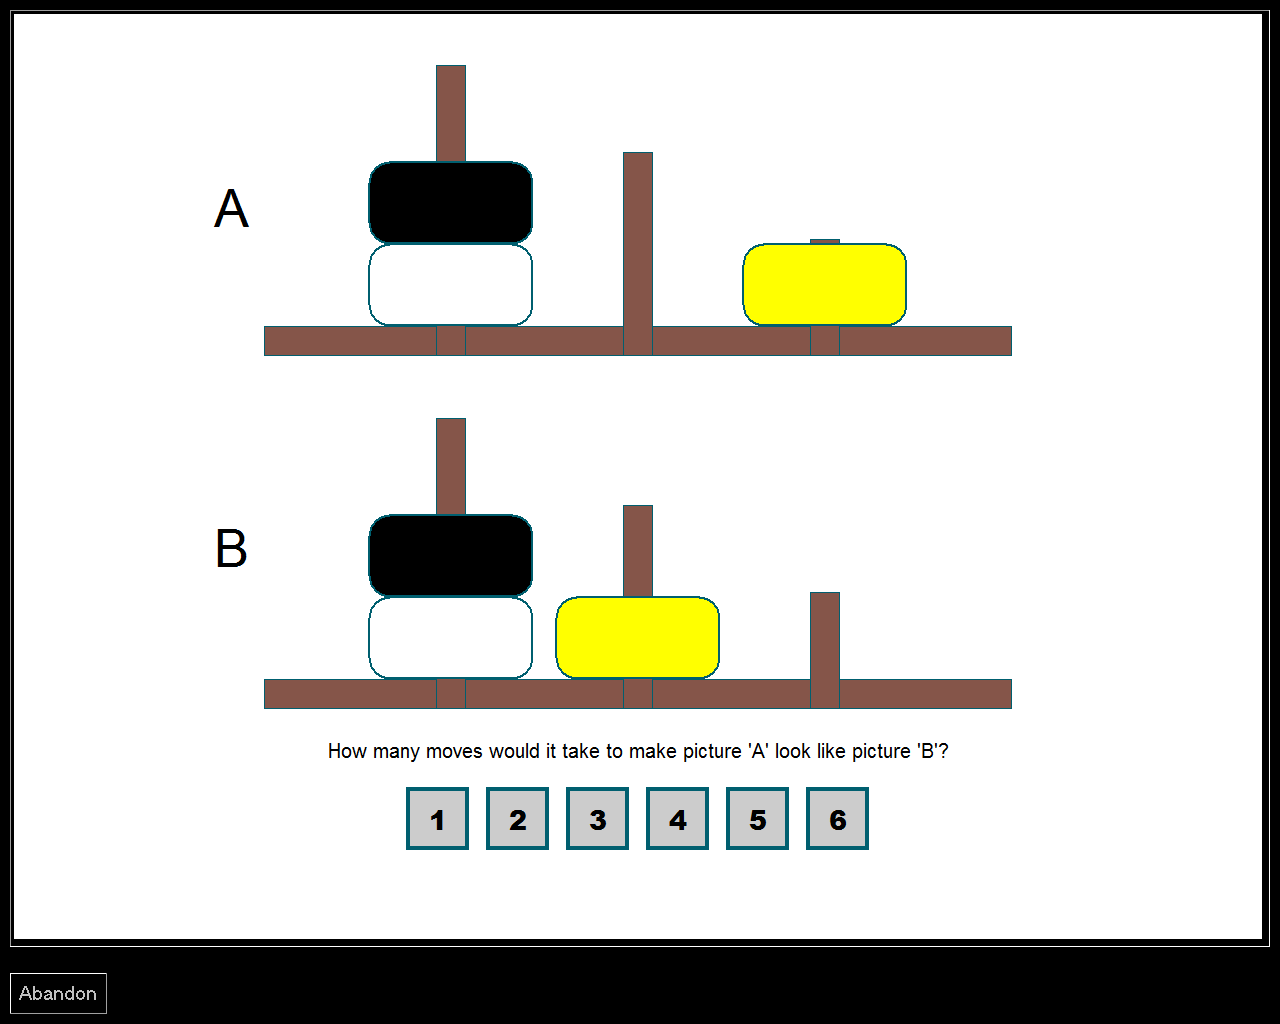 A
B
How many moves would it take to make picture 'A' look like picture 'B'?
1 2 3 4 5 6
Abandon